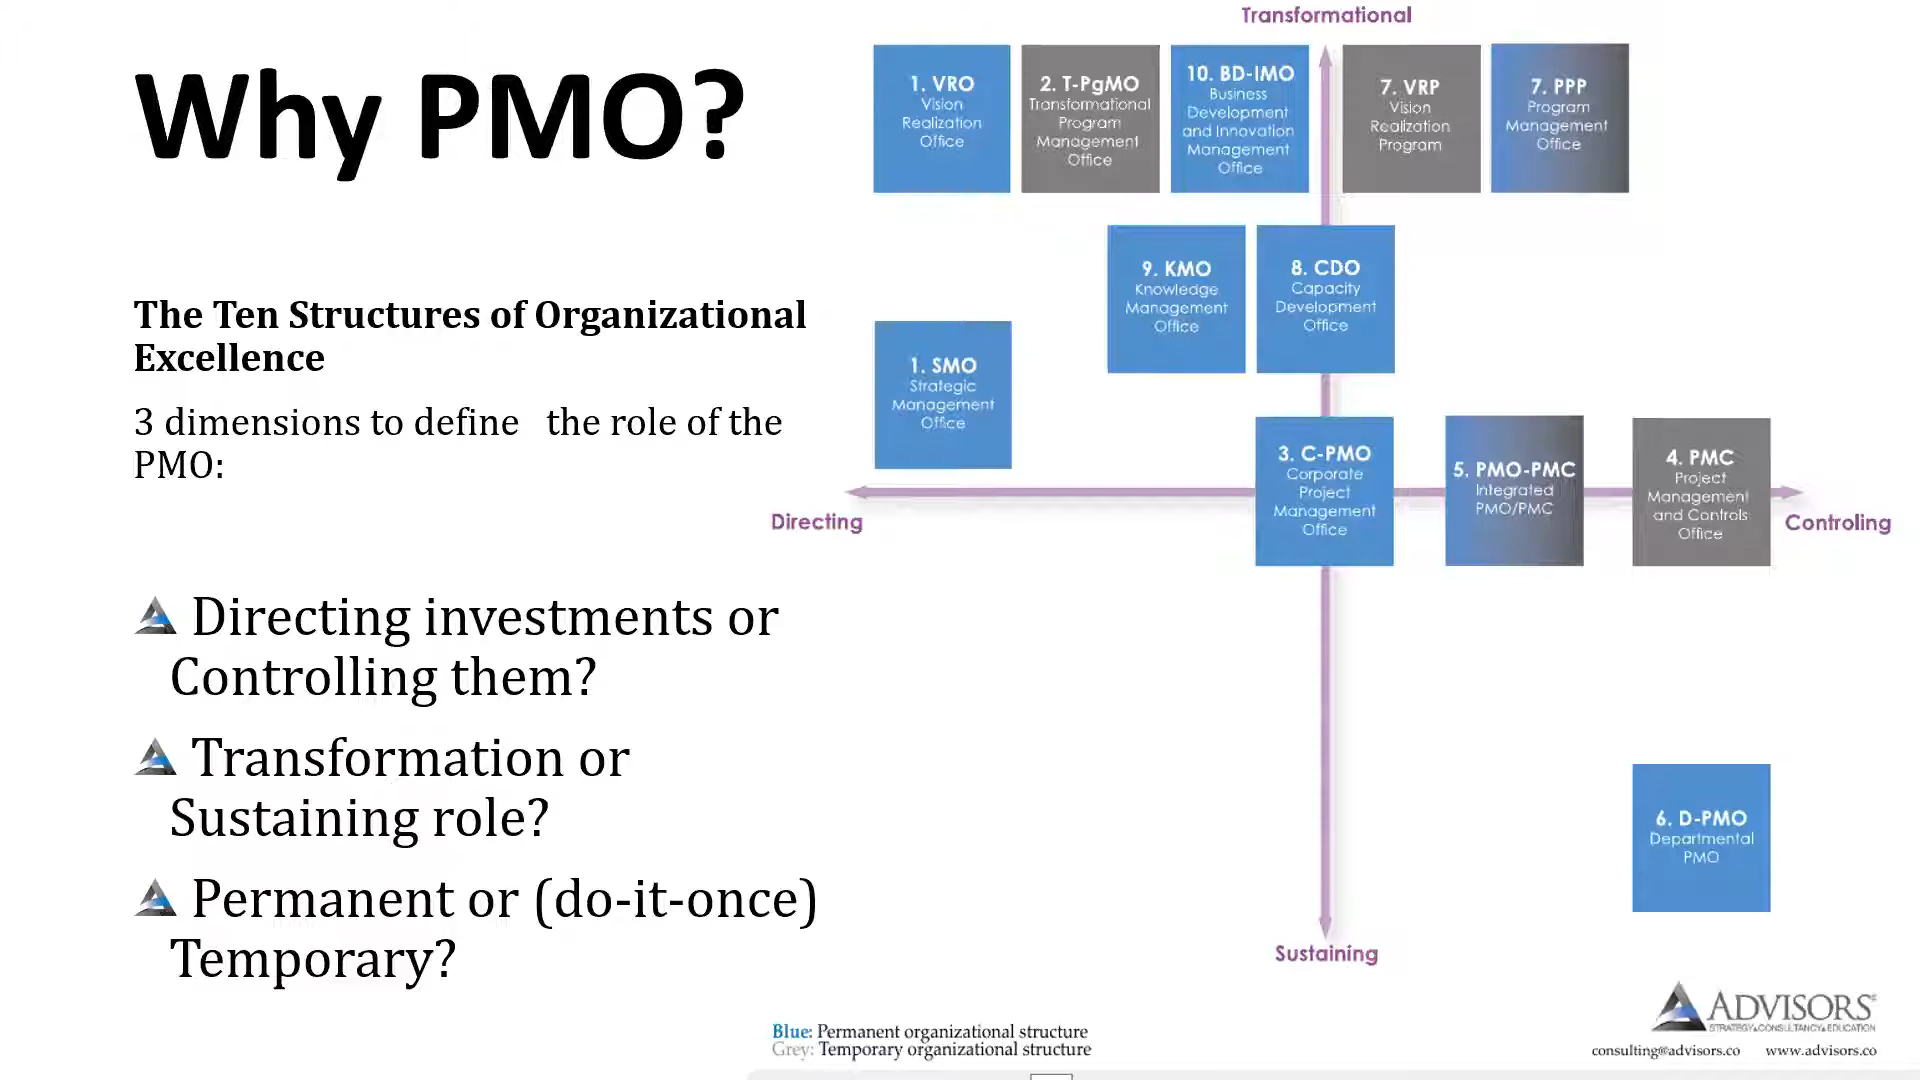 Why PMO?
The Ten Structures of Organizational
Excellence
3 dimensions to define the role of the
PMO:
Directing investments or
Controlling them?
Transformation or
Sustaining role?
Permanent or (do-it-once)
Temporary?
Transformational
1. VRO
Vision
Realization
Office
2. T-PgMO
Transformational
Program
Management
Office
10. BD-IMO
Business
Development
and Innovation
Management
Office
7. VRP
Vision
Realization
Program
7. PPP
Program
Management
Office
9. KMO
Knowledge
Management
Office
8. CDO
Capacity
Development
Office
1. SMO
Strategic
Management
Office
3. C-PMO
Corporate
Project
Management
Office
5. PMO-PMC
Integrated
PMO/PMC
4. PMC
Project
Management
and Controls
Office
Directing
Controling
6. D-PMO
Departmental
PMO
Sustaining
Blue: Permanent organizational structure
Grey: Temporary organizational structure
ADVISORS
STRATEGY▲CONSULTANCY▲EDUCATION
consulting@advisors.co www.advisors.co